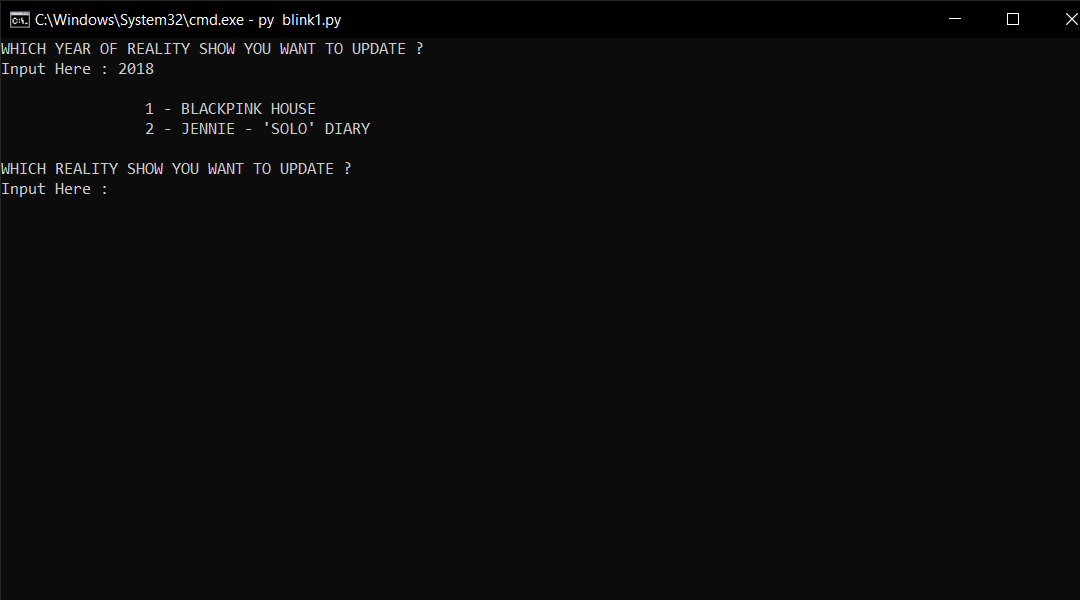 C:\Windows\System32\cmd.exe - py  blink1.py
WHICH YEAR OF REALITY SHOW YOU WANT TO UPDATE ?
Input Here : 2018
1 - BLACKPINK HOUSE
2 - JENNIE - 'SOLO' DIARY
WHICH REALITY SHOW YOU WANT TO UPDATE ?
Input Here :